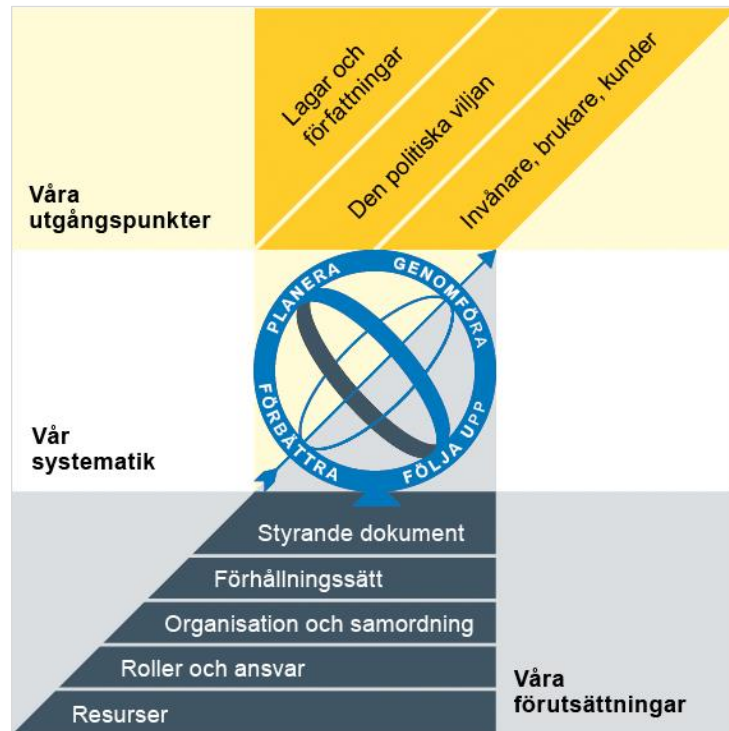 Lagar och
författningar
Den politiska viljan
Invånare, brukare, kunder
Våra
utgångspunkter
PLANERA
GENOMFÖRA
FÖLJA UPP
FÖRBÄTTRA
Vår
systematik
Styrande dokument
Förhållningssätt
Organisation och samordning
Roller och ansvar
Resurser
Våra
förutsättningar